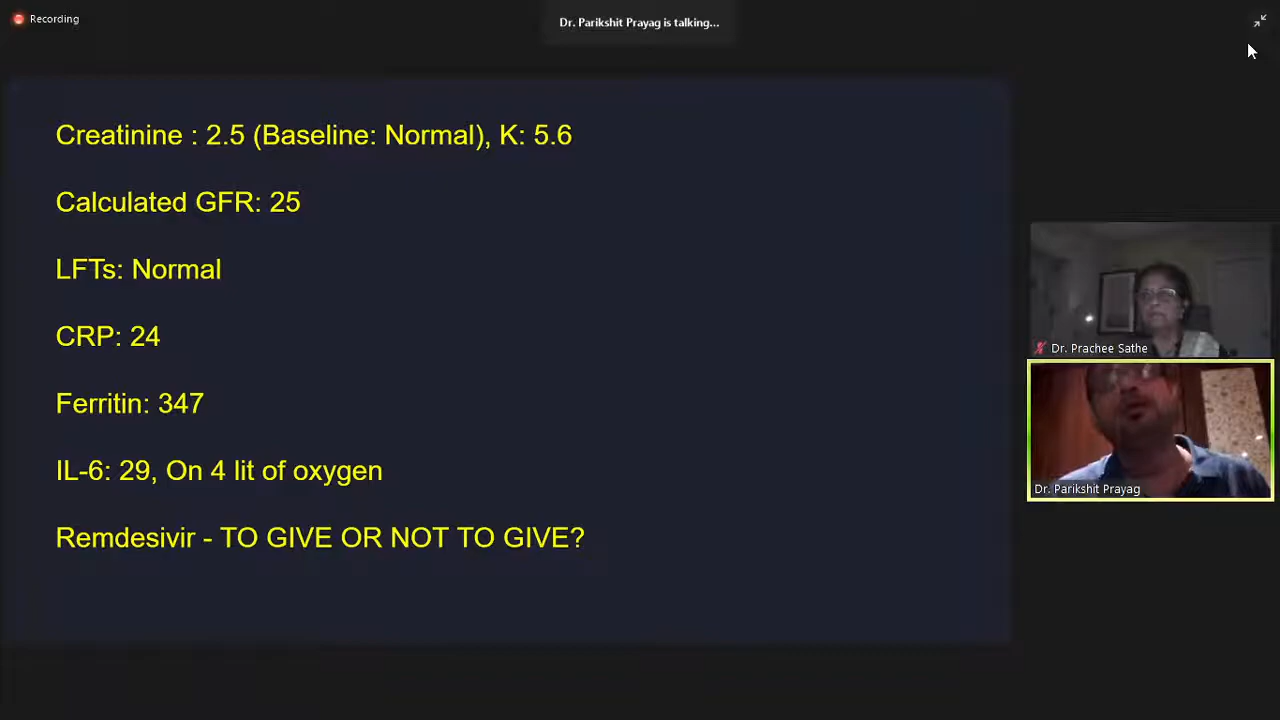 Recording
Dr. Parikshit Prayag is talking...
Creatinine : 2.5 (Baseline: Normal), K: 5.6
Calculated GFR: 25
LFTs: Normal
CRP: 24
Ferritin: 347
IL-6: 29, On 4 lit of oxygen
Remdesivir - TO GIVE OR NOT TO GIVE?
Dr. Prachee Sathe
Dr. Parikshit Prayag